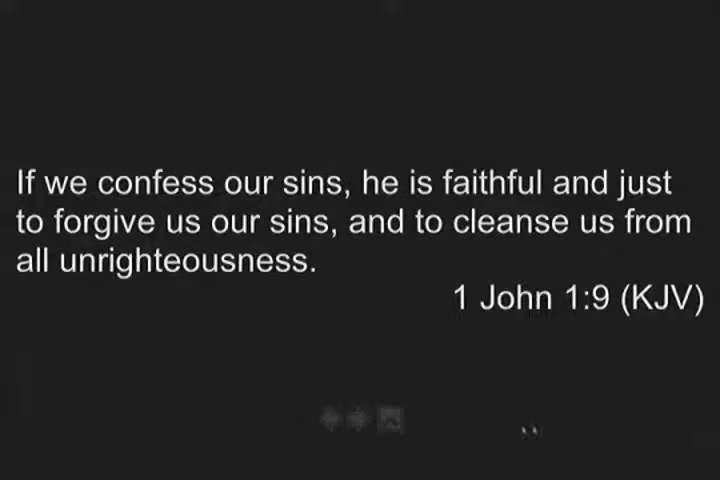 If we confess our sins, he is faithful and just
to forgive us our sins, and to cleanse us from
all unrighteousness.
1 John 1:9 (KJV)